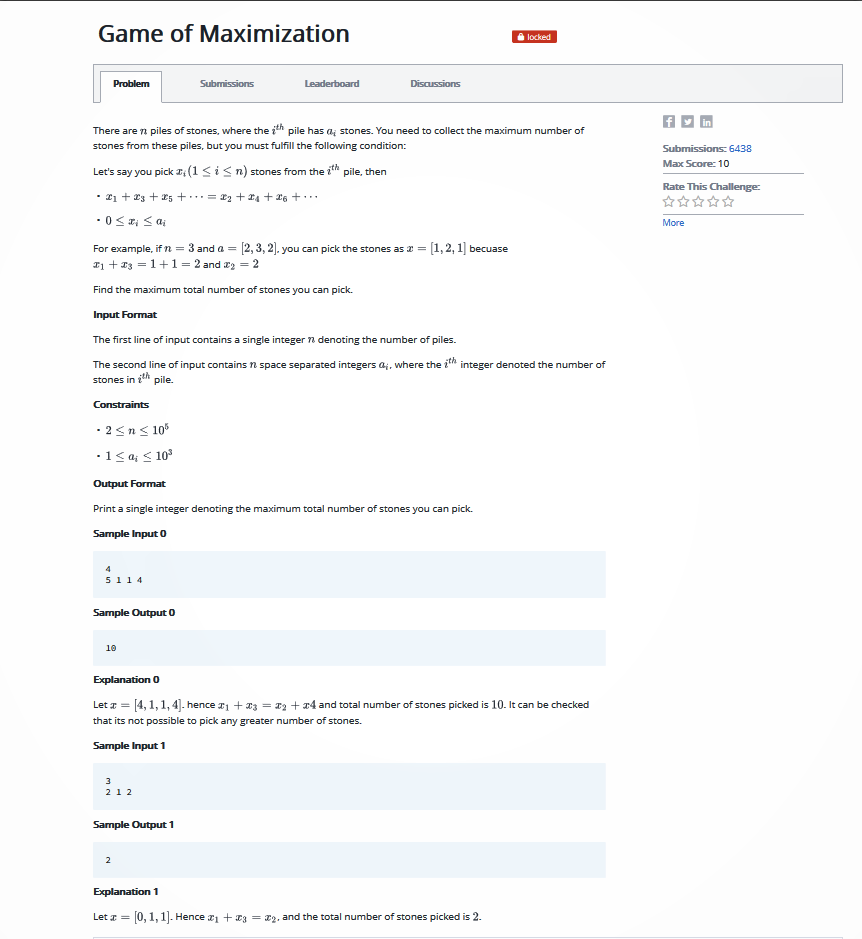 Game of Maximization
locked
Problem Submissions Leaderboard Discussions
There are n piles of stones, where the i^th pile has a_i stones. You need to collect the maximum number of
stones from these piles, but you must fulfill the following condition:
Let's say you pick x_i(1 ≤ i ≤ n) stones from the i^th pile, then
• x_1 + x_3 + x_5 + ⋯ = x_2 + x_4 + x_6 + ⋯
• 0 ≤ x_i ≤ a_i
For example, if n = 3 and a = [2, 3, 2], you can pick the stones as x = [1, 2, 1] becuase
x_1 + x_3 = 1 + 1 = 2 and x_2 = 2
Find the maximum total number of stones you can pick.
Input Format
The first line of input contains a single integer n denoting the number of piles.
The second line of input contains n space separated integers a_i, where the i^th integer denoted the number of
stones in i^th pile.
Constraints
• 2 ≤ n ≤ 10^5
• 1 ≤ a_i ≤ 10^3
Output Format
Print a single integer denoting the maximum total number of stones you can pick.
Sample Input 0
4
5 1 1 4
Sample Output 0
10
Explanation 0
Let x = [4, 1, 1, 4]. hence x_1 + x_3 = x_2 + x4 and total number of stones picked is 10. It can be checked
that its not possible to pick any greater number of stones.
Sample Input 1
3
2 1 2
Sample Output 1
2
Explanation 1
Let x = [0, 1, 1]. Hence x_1 + x_3 = x_2, and the total number of stones picked is 2.
Submissions: 6438
Max Score: 10
Rate This Challenge:
More